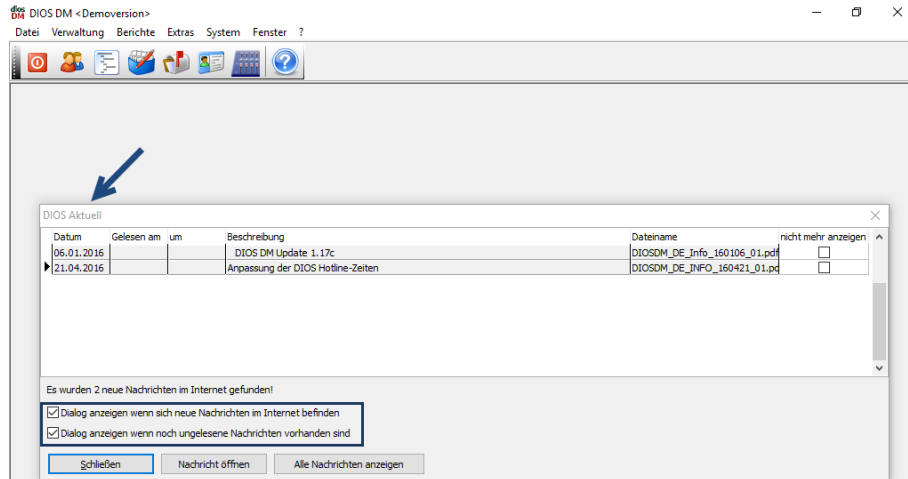 dios DM DIOS DM <Demoversion>
Datei Verwaltung Berichte Extras System Fenster ?
DIOS Aktuell
Datum Gelesen am um Beschreibung Dateiname nicht mehr anzeigen
06.01.2016 DIOS DM Update 1.17c DIOSDM_DE_Info_160106_01.pdf
21.04.2016 Anpassung der DIOS Hotline-Zeiten DIOSDM_DE_INFO_160421_01.pd
Es wurden 2 neue Nachrichten im Internet gefunden!
Dialog anzeigen wenn sich neue Nachrichten im Internet befinden
Dialog anzeigen wenn noch ungelesene Nachrichten vorhanden sind
Schließen Nachricht öffnen Alle Nachrichten anzeigen